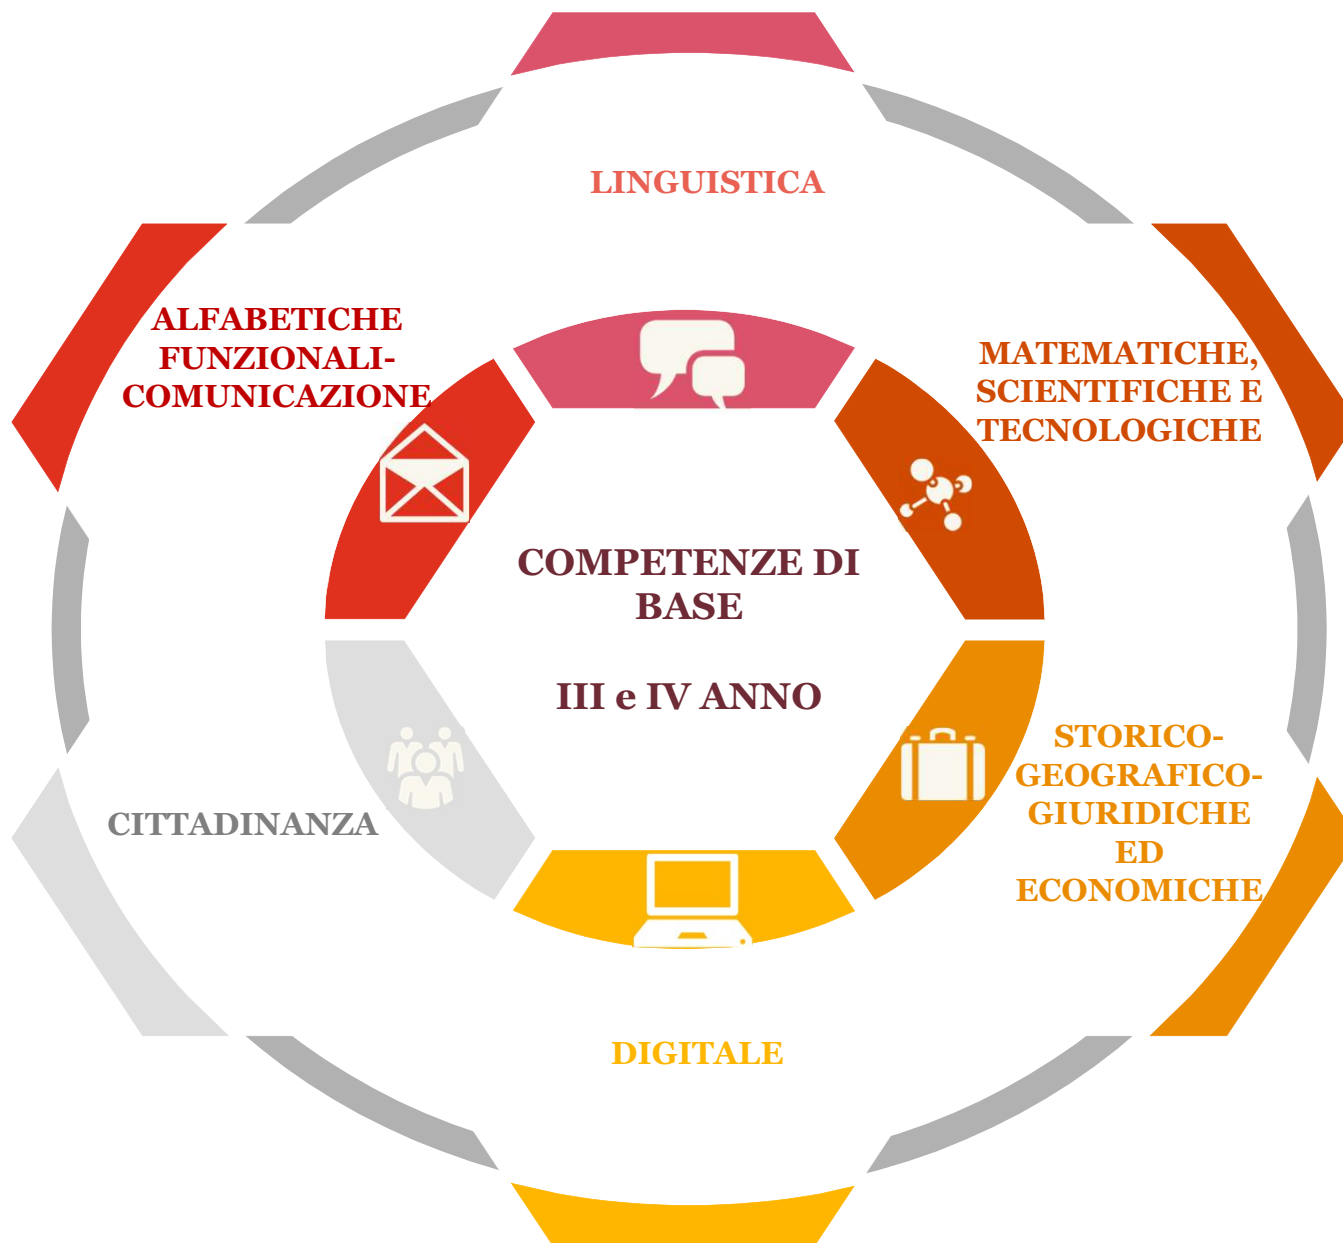 LINGUISTICA
ALFABETICHE
FUNZIONALI-
COMUNICAZIONE
MATEMATICHE,
SCIENTIFICHE E
TECNOLOGICHE
COMPETENZE DI
BASE
III e IV ANNO
STORICO-
GEOGRAFICO-
GIURIDICHE
ED
ECONOMICHE
CITTADINANZA
DIGITALE